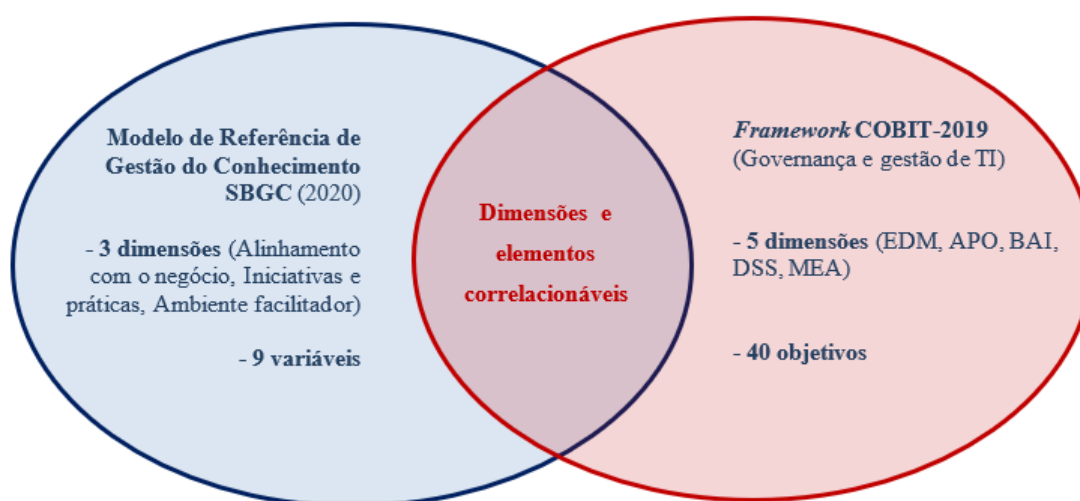 Modelo de Referência de
Gestão do Conhecimento
SBGC (2020)
- 3 dimensões (Alinhamento
com o negócio, Iniciativas e
práticas, Ambiente facilitador)
- 9 variáveis
Dimensões e
elementos
correlacionáveis
Framework COBIT-2019
(Governança e gestão de TI)
- 5 dimensões (EDM, APO, BAI,
DSS, MEA)
- 40 objetivos